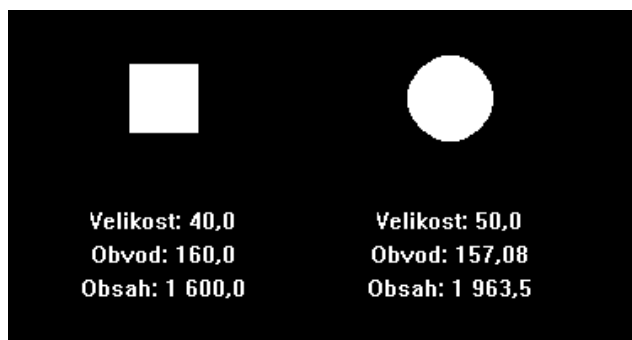 Velikost: 40,0
Obvod: 160,0
Obsah: 1 600,0
Velikost: 50,0
Obvod: 157,08
Obsah: 1 963,5